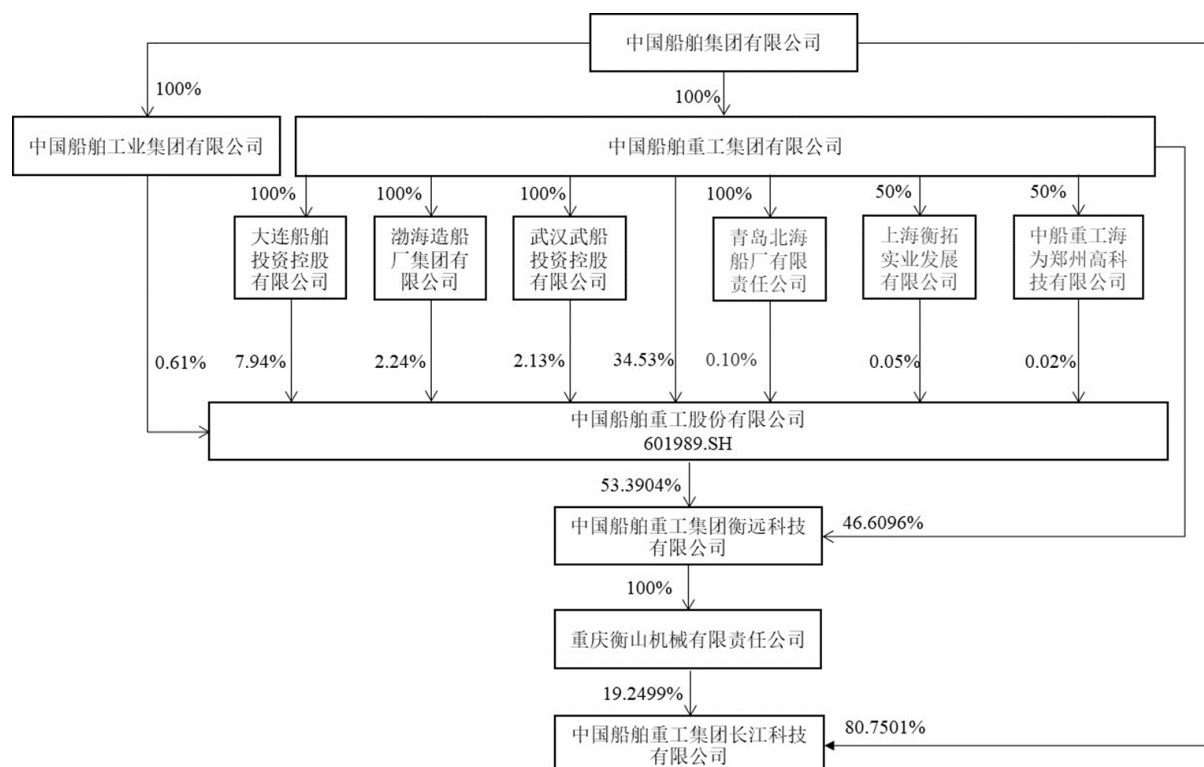 中国船舶集团有限公司
100%
100%
中国船舶工业集团有限公司
中国船舶重工集团有限公司
100%
100%
100%
100%
50%
50%
大连船舶
投资控股
有限公司
渤海造船
厂集团有
限公司
武汉武船
投资控股
有限公司
青岛北海
船厂有限
责任公司
上海衡拓
实业发展
有限公司
中船重工海
为郑州高科
技有限公司
0.61%
7.94%
2.24%
2.13%
34.53%
0.10%
0.05%
0.02%
中国船舶重工股份有限公司
601989.SH
53.3904%
46.6096%
中国船舶重工集团衡远科技
有限公司
100%
重庆衡山机械有限责任公司
19.2499%
80.7501%
中国船舶重工集团长江科技
有限公司